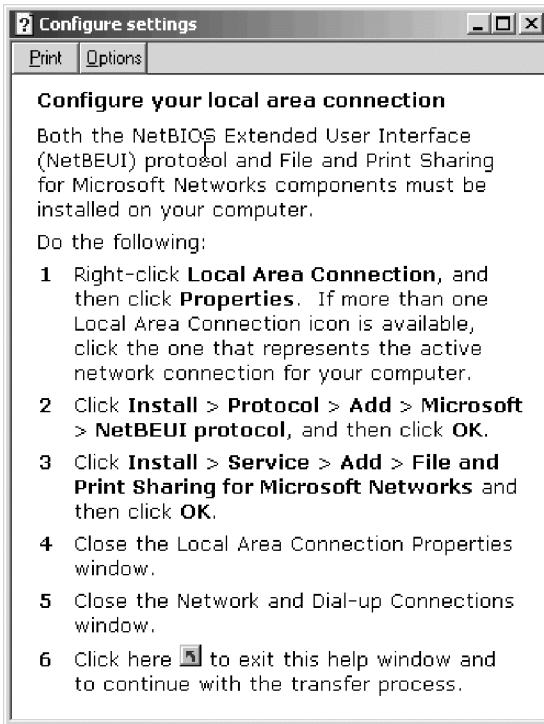 Configure settings
Print Options
Configure your local area connection
Both the NetBIOS Extended User Interface
(NetBEUI) protocol and File and Print Sharing
for Microsoft Networks components must be
installed on your computer.
Do the following:
1 Right-click Local Area Connection, and
then click Properties. If more than one
Local Area Connection icon is available,
click the one that represents the active
network connection for your computer.
2 Click Install > Protocol > Add > Microsoft
> NetBEUI protocol, and then click OK.
3 Click Install > Service > Add > File and
Print Sharing for Microsoft Networks and
then click OK.
4 Close the Local Area Connection Properties
window.
5 Close the Network and Dial-up Connections
window.
6 Click here to exit this help window and
to continue with the transfer process.